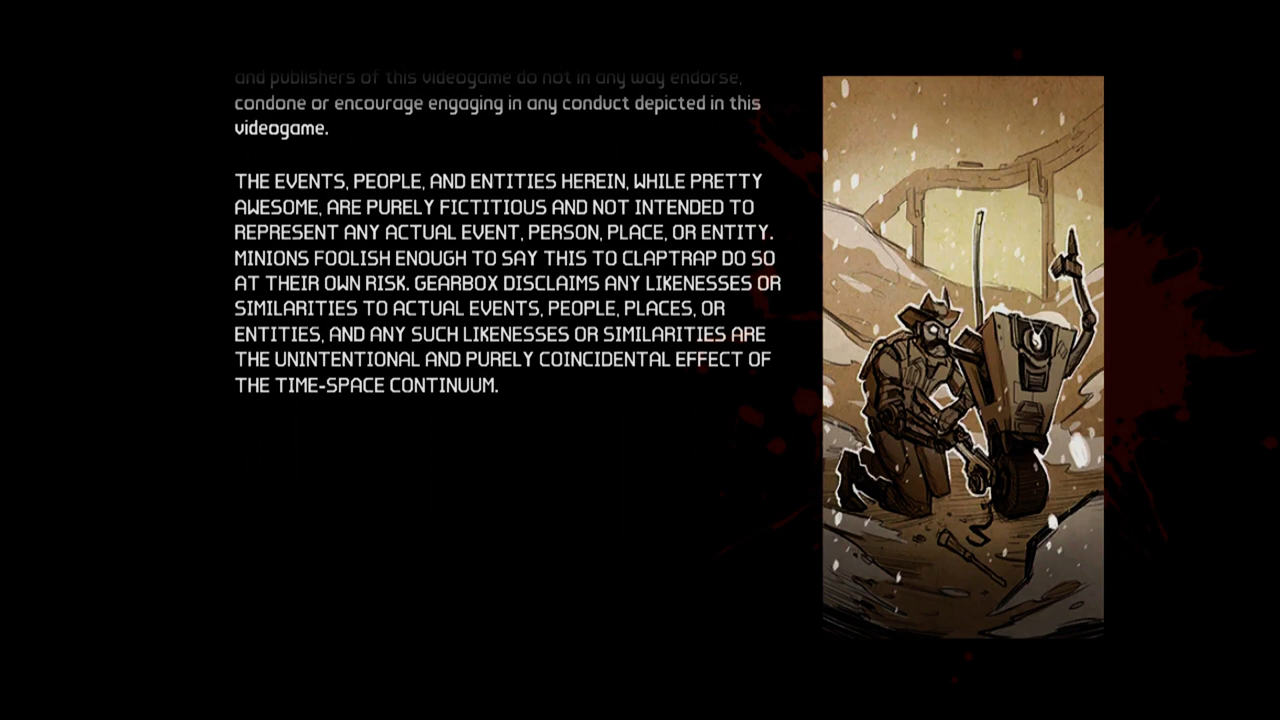 and publishers of this videogame do not in any way endorse,
condone or encourage engaging in any conduct depicted in this
videogame.
THE EVENTS, PEOPLE, AND ENTITIES HEREIN, WHILE PRETTY
AWESOME, ARE PURELY FICTITIOUS AND NOT INTENDED TO
REPRESENT ANY ACTUAL EVENT, PERSON, PLACE, OR ENTITY.
MINIONS FOOLISH ENOUGH TO SAY THIS TO CLAPTRAP DO SO
AT THEIR OWN RISK. GEARBOX DISCLAIMS ANY LIKENESSES OR
SIMILARITIES TO ACTUAL EVENTS, PEOPLE, PLACES, OR
ENTITIES, AND ANY SUCH LIKENESSES OR SIMILARITIES ARE
THE UNINTENTIONAL AND PURELY COINCIDENTAL EFFECT OF
THE TIME-SPACE CONTINUUM.